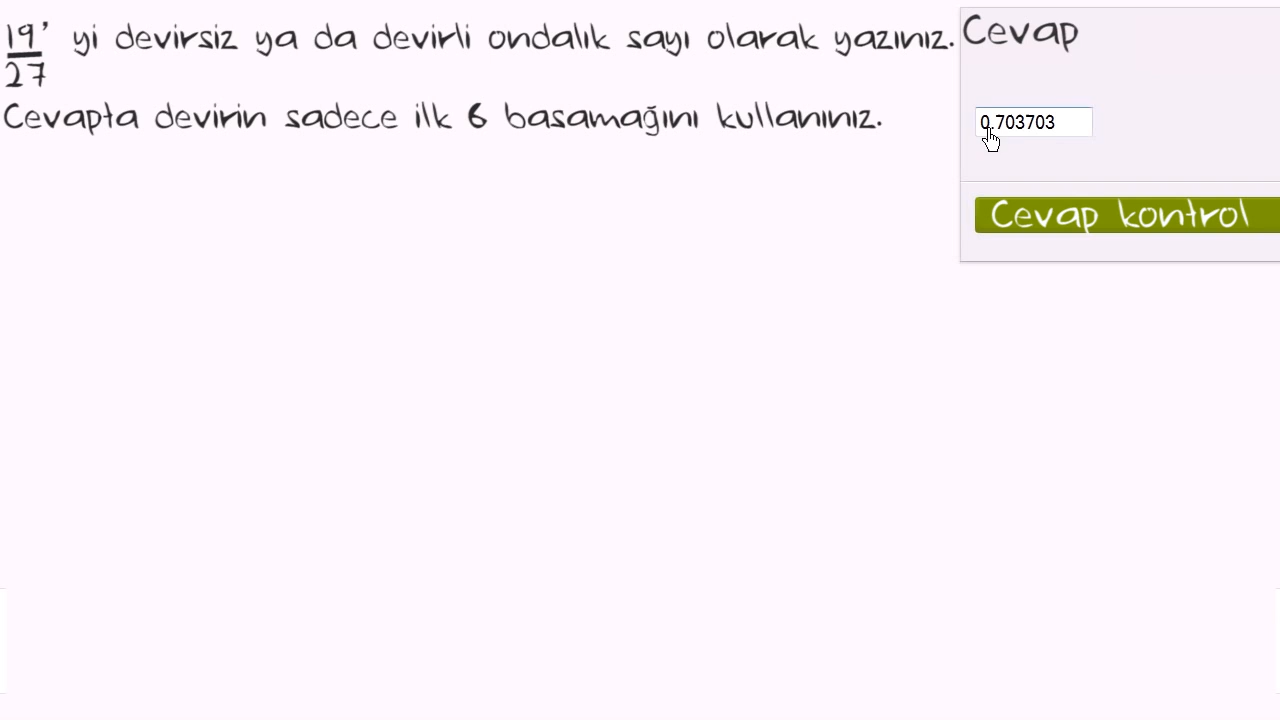 19' yi devirsiz ya da devirli ondalık sayı olarak yazınız.
27
Cevapta devirin sadece ilk 6 basamağını kullanınız.
Cevap
0.703703
Cevap kontrol